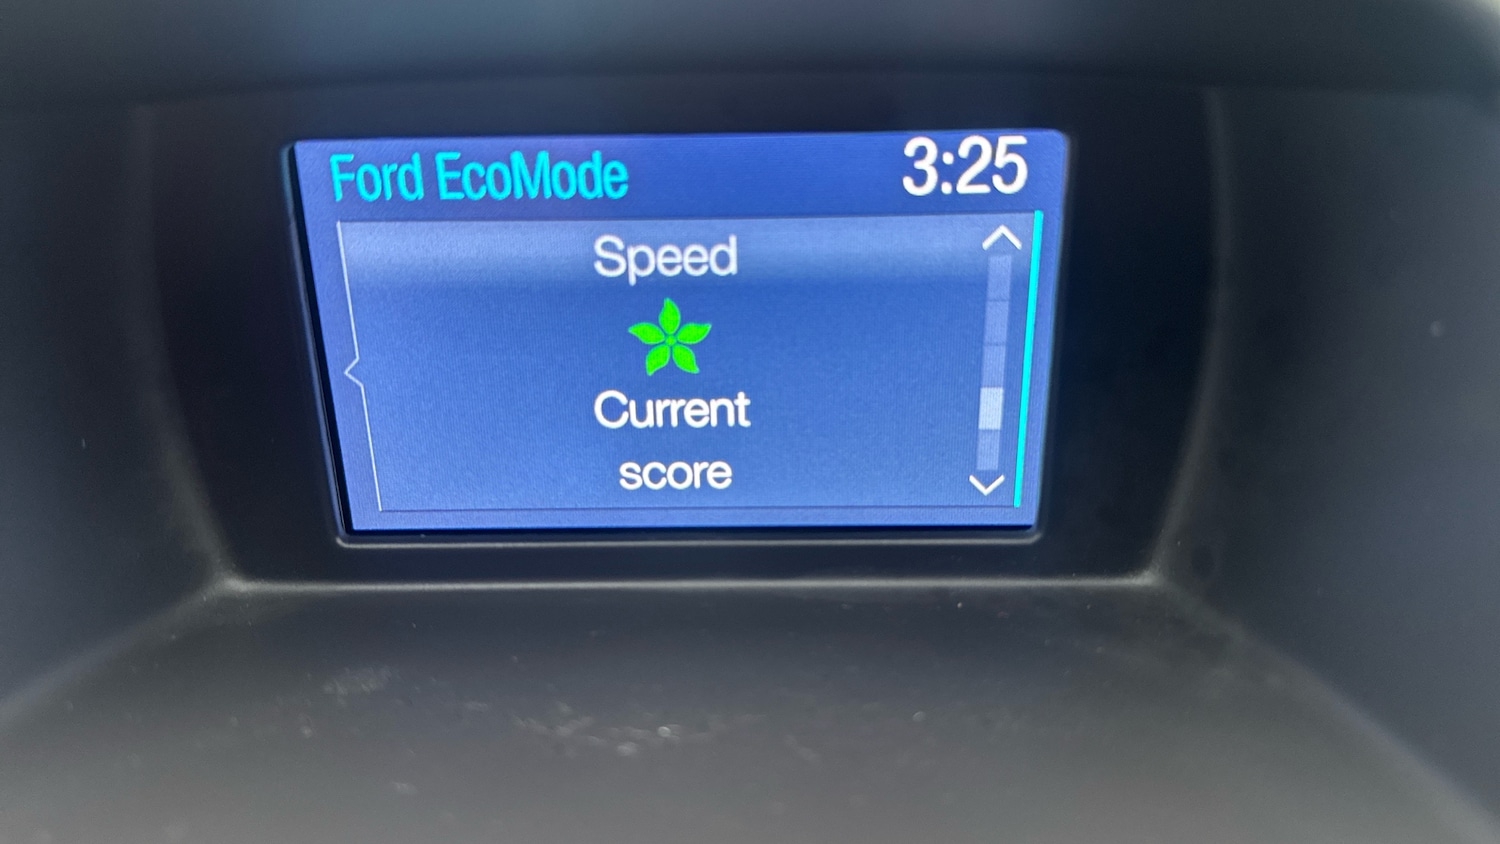 Ford EcoMode 3:25
Speed
Current
score